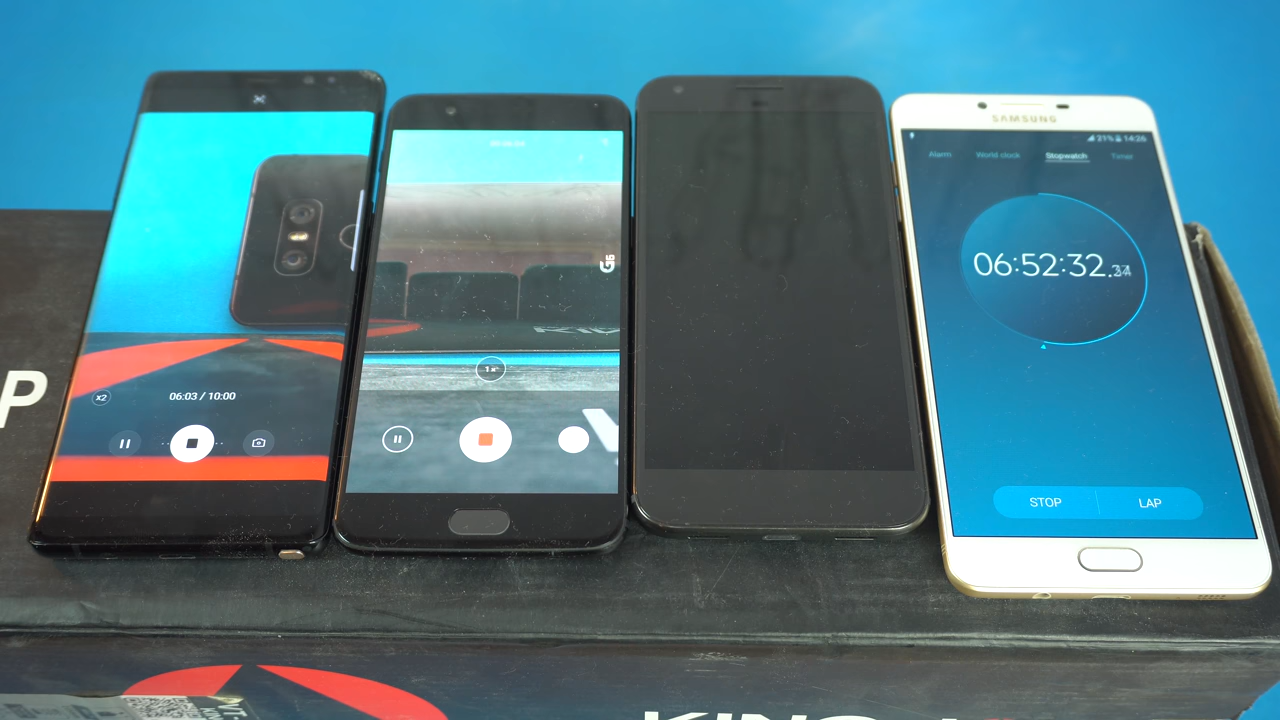 SAMSUNG
21% 14:26
Alarm World clock Stopwatch Timer
06:52:32.34
STOP LAP
G6
1x
x2
06:03 / 10:00
P